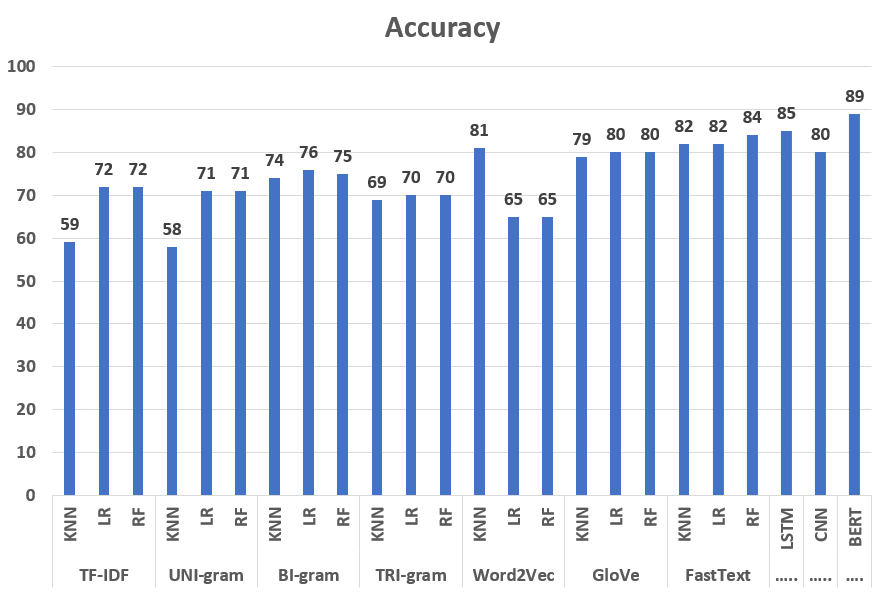 Accuracy
100
90
80
70
60
50
40
30
20
10
0
59 72 72 58 71 71 74 76 75 69 70 70 81 65 65 79 80 80 82 82 84 85 80 89
KNN LR RF KNN LR RF KNN LR RF KNN LR RF KNN LR RF KNN LR RF KNN LR RF LSTM CNN BERT
TF-IDF UNI-gram BI-gram TRI-gram Word2Vec GloVe FastText ..... ..... ....